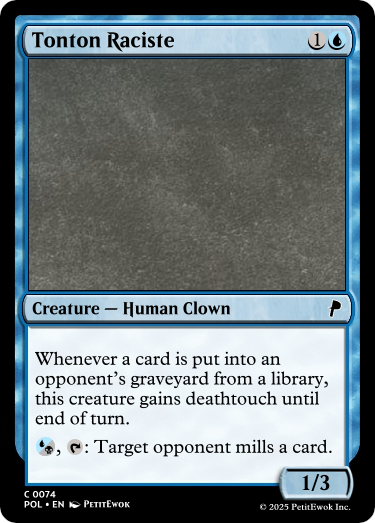 Tonton Raciste 1
Creature — Human Clown
Whenever a card is put into an
opponent's graveyard from a library,
this creature gains deathtouch until
end of turn.
, : Target opponent mills a card.
1/3
C 0074
POL • EN PetitEwok
© 2025 PetitEwok Inc.